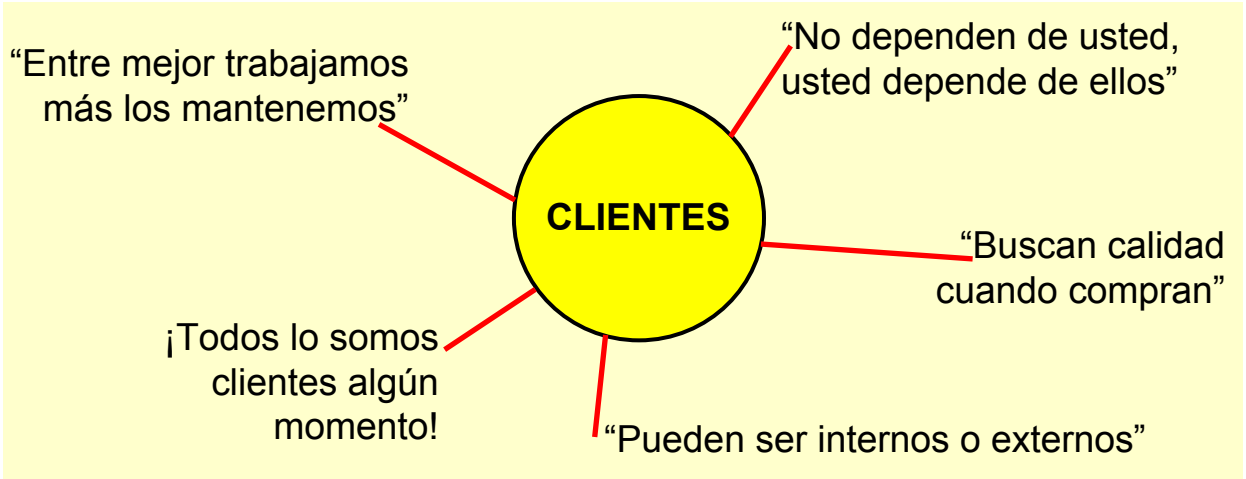 “Entre mejor trabajamos
más los mantenemos”
“No dependen de usted,
usted depende de ellos”
CLIENTES
“Buscan calidad
cuando compran”
¡Todos lo somos
clientes algún
momento!
“Pueden ser internos o externos”